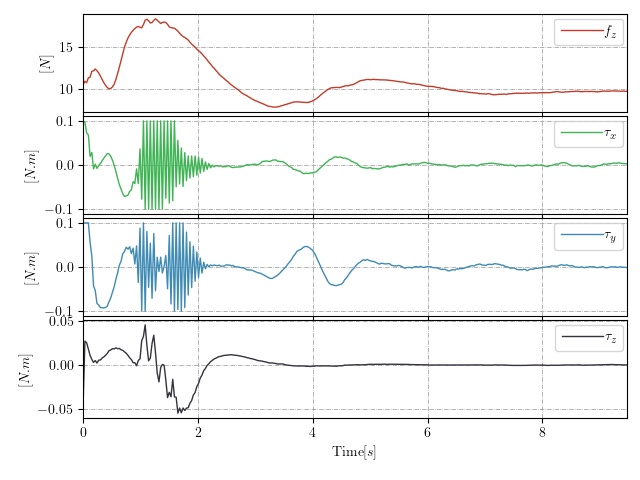 15
10
[N]
f_z
0.1
0.0
−0.1
[N.m]
τ_x
0.1
0.0
−0.1
[N.m]
τ_y
0.05
0.00
−0.05
[N.m]
τ_z
0 2 4 6 8
Time[s]